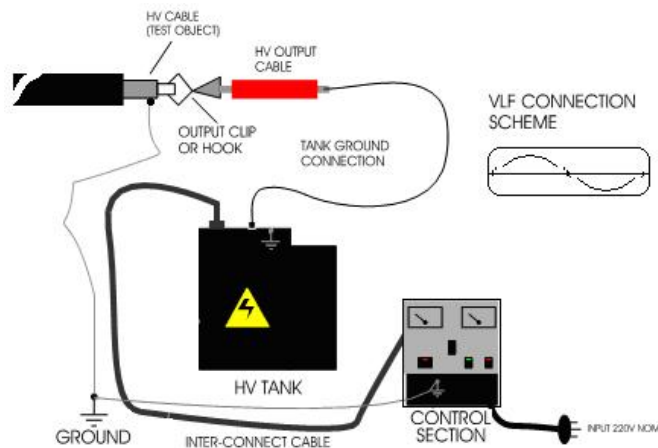 HV CABLE
(TEST OBJECT)
HV OUTPUT
CABLE
OUTPUT CLIP
OR HOOK
TANK GROUND
CONNECTION
VLF CONNECTION
SCHEME
HV TANK
GROUND
INTER-CONNECT CABLE
CONTROL
SECTION
INPUT 220V NOM